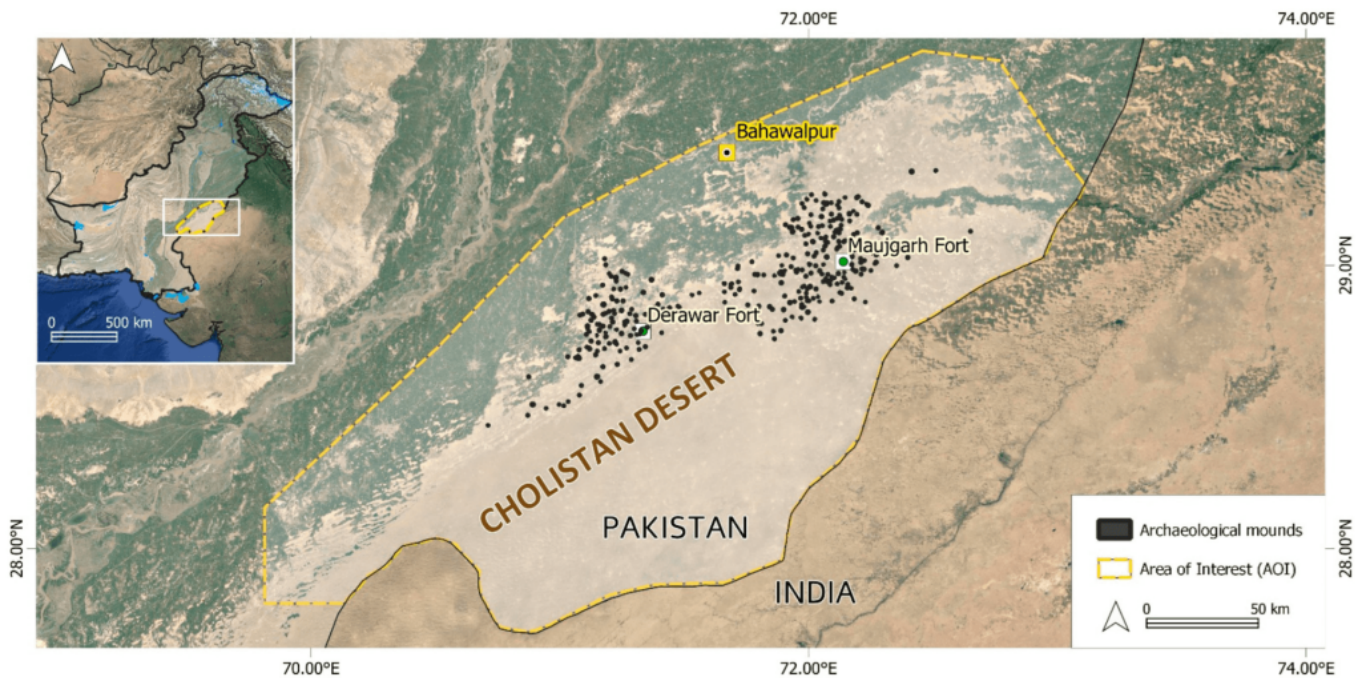 72.00°E
74.00°E
0 500 km
Bahawalpur
Maujgarh Fort
29.00°N
Derawar Fort
CHOLISTAN DESERT
PAKISTAN
28.00°N
28.00°N
INDIA
Archaeological mounds
Area of Interest (AOI)
0 50 km
70.00°E
72.00°E
74.00°E